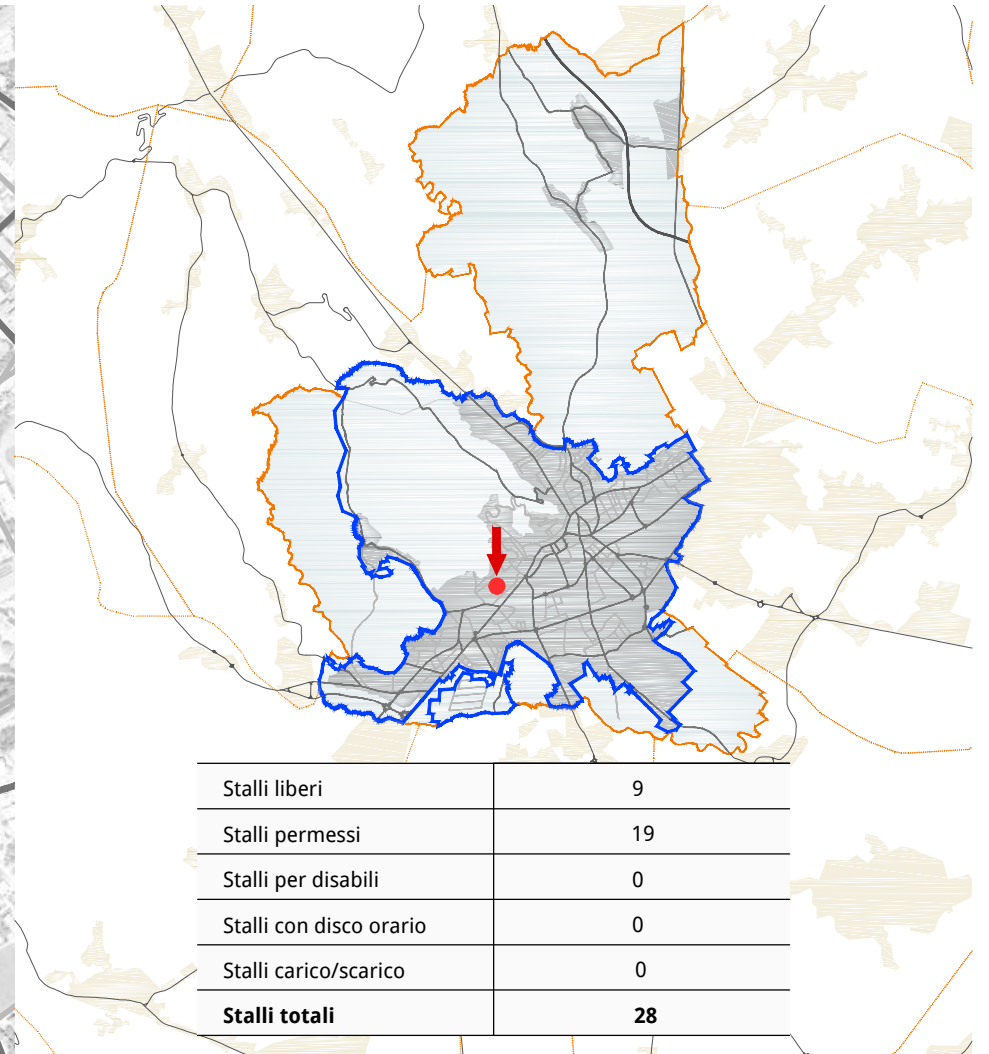 Stalli liberi 9
Stalli permessi 19
Stalli per disabili 0
Stalli con disco orario 0
Stalli carico/scarico 0
Stalli totali 28